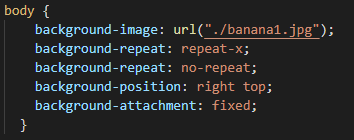 body {
background-image: url("./banana1.jpg");
background-repeat: repeat-x;
background-repeat: no-repeat;
background-position: right top;
background-attachment: fixed;
}